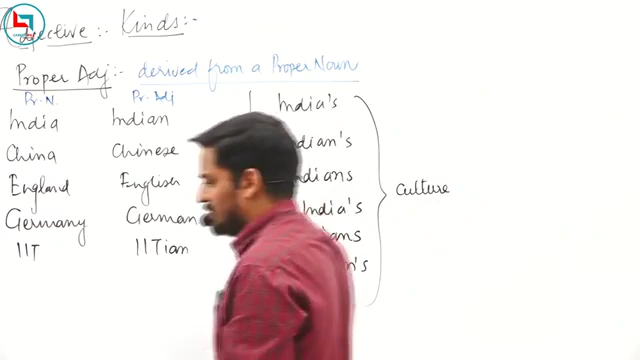 Kinds:-
Proper Adj:- derived from a Proper Noun
Pr. N. Pr. Adj
India Indian
China Chinese
England English
Germany German
IIT IITian
India's
dian's
ndians
India's
ians
n's
Culture